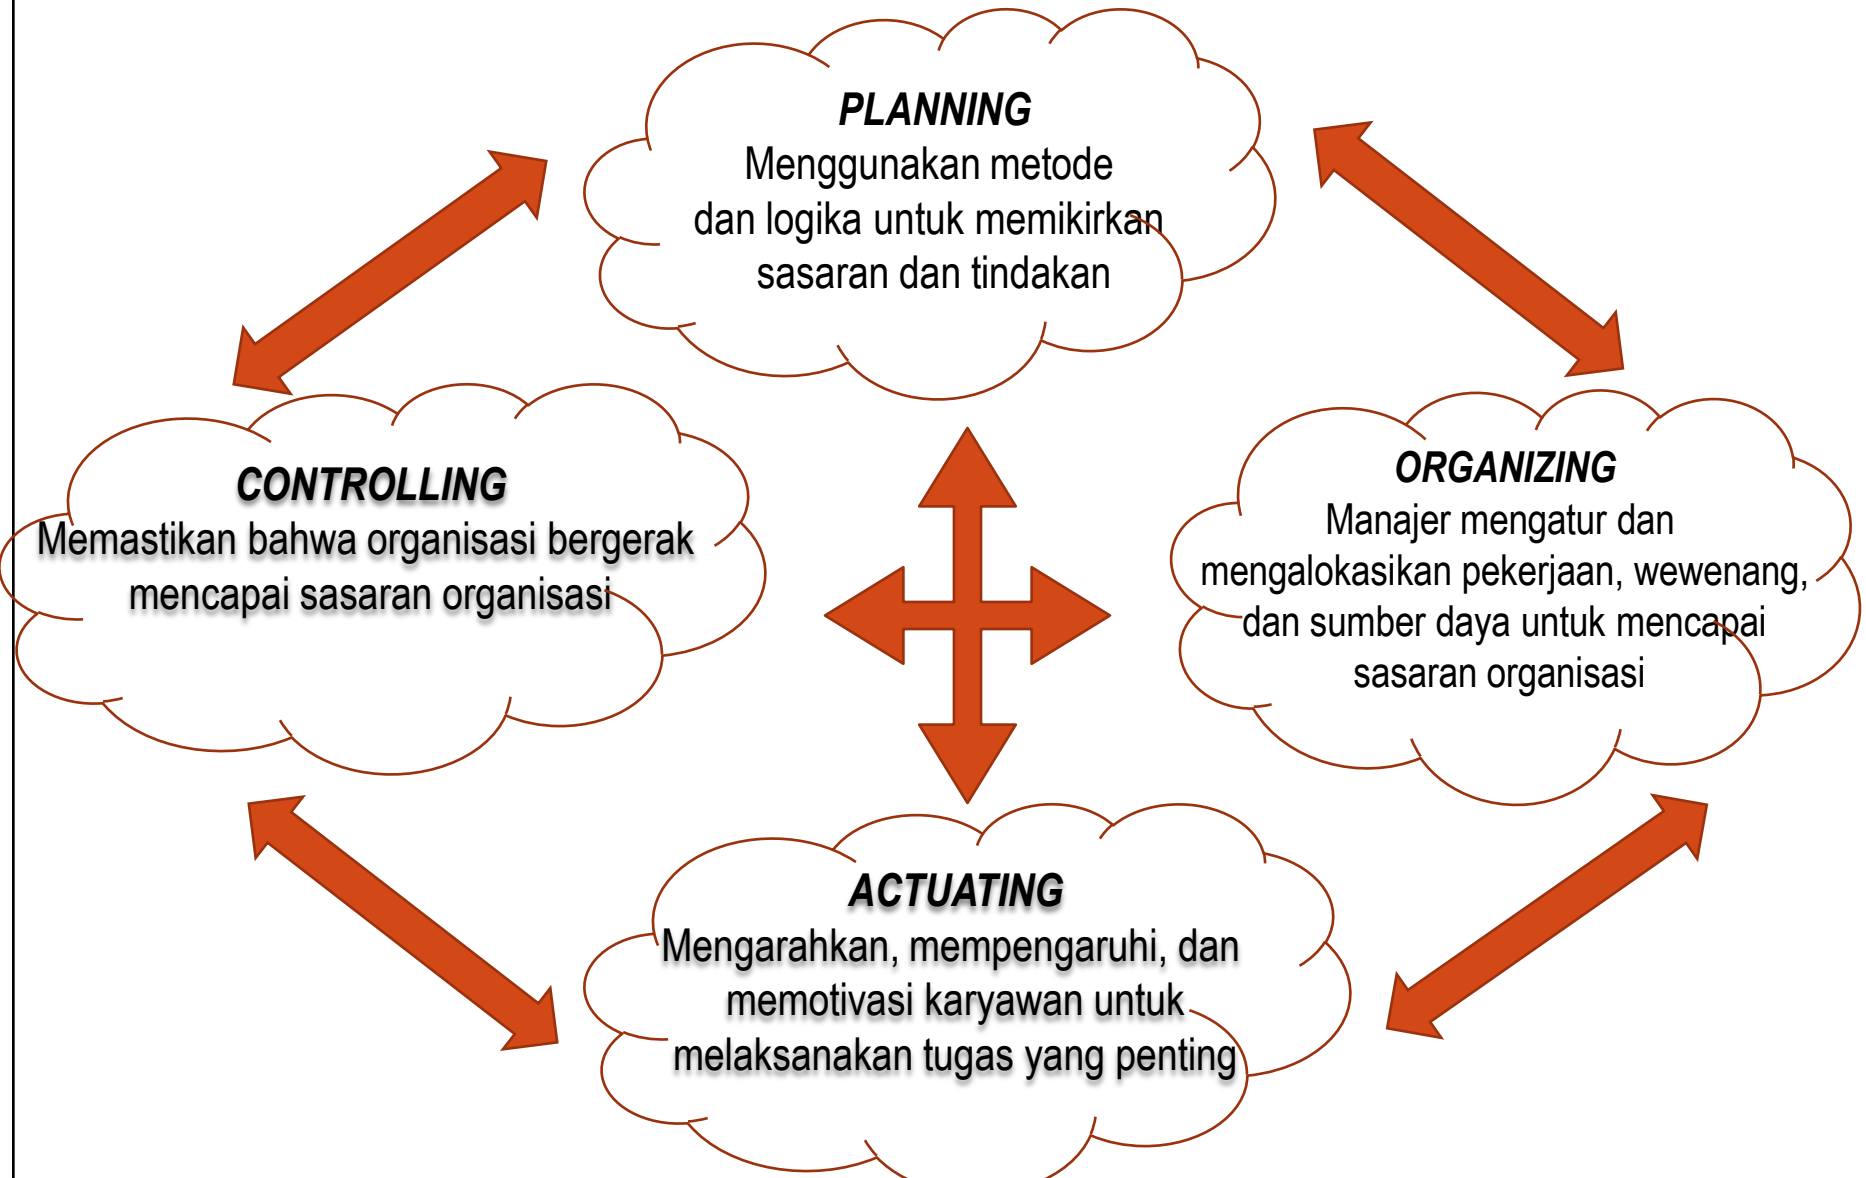 PLANNING
Menggunakan metode
dan logika untuk memikirkan
sasaran dan tindakan
CONTROLLING
Memastikan bahwa organisasi bergerak
mencapai sasaran organisasi
ORGANIZING
Manajer mengatur dan
mengalokasikan pekerjaan, wewenang,
dan sumber daya untuk mencapai
sasaran organisasi
ACTUATING
Mengarahkan, mempengaruhi, dan
memotivasi karyawan untuk
melaksanakan tugas yang penting